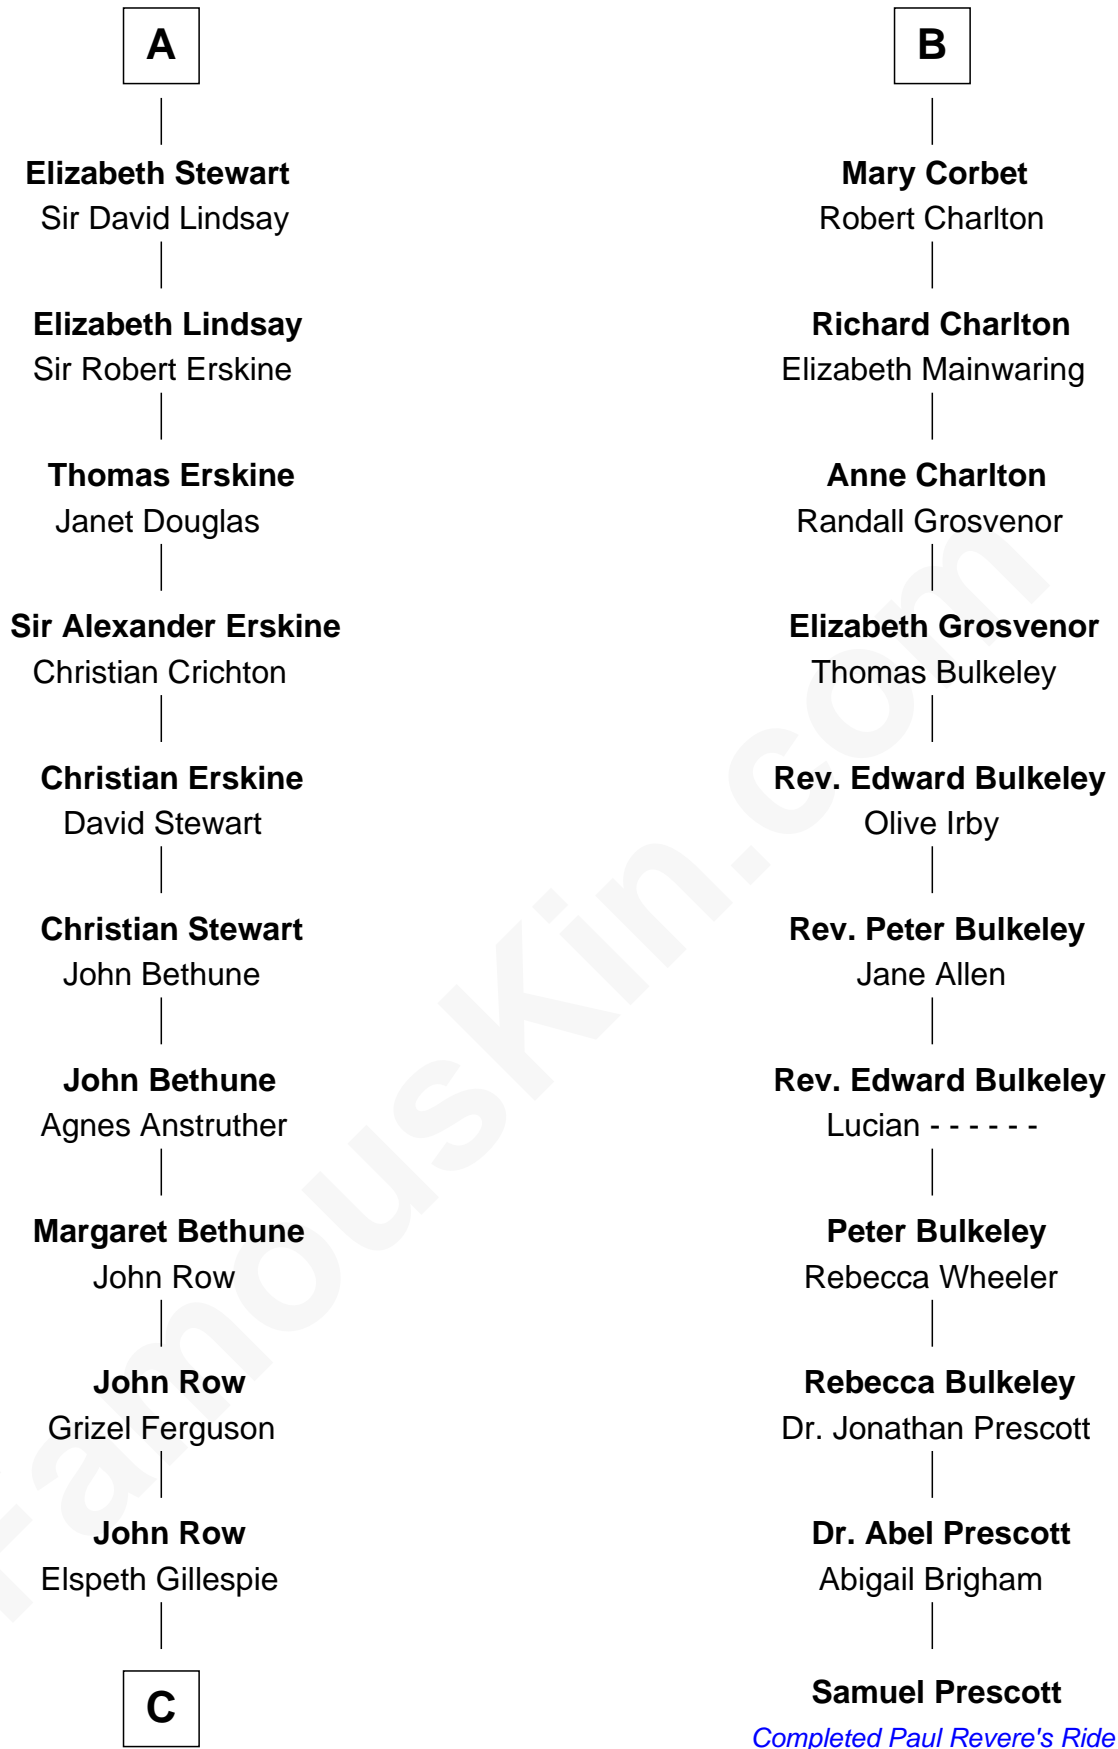 A
Elizabeth Stewart
Sir David Lindsay
Elizabeth Lindsay
Sir Robert Erskine
Thomas Erskine
Janet Douglas
Sir Alexander Erskine
Christian Crichton
Christian Erskine
David Stewart
Christian Stewart
John Bethune
John Bethune
Agnes Anstruther
Margaret Bethune
John Row
John Row
Grizel Ferguson
John Row
Elspeth Gillespie
C
B
Mary Corbet
Robert Charlton
Richard Charlton
Elizabeth Mainwaring
Anne Charlton
Randall Grosvenor
Elizabeth Grosvenor
Thomas Bulkeley
Rev. Edward Bulkeley
Olive Irby
Rev. Peter Bulkeley
Jane Allen
Rev. Edward Bulkeley
Lucian - - - - - -
Peter Bulkeley
Rebecca Wheeler
Rebecca Bulkeley
Dr. Jonathan Prescott
Dr. Abel Prescott
Abigail Brigham
Samuel Prescott
Completed Paul Revere's Ride
FamousKin.com